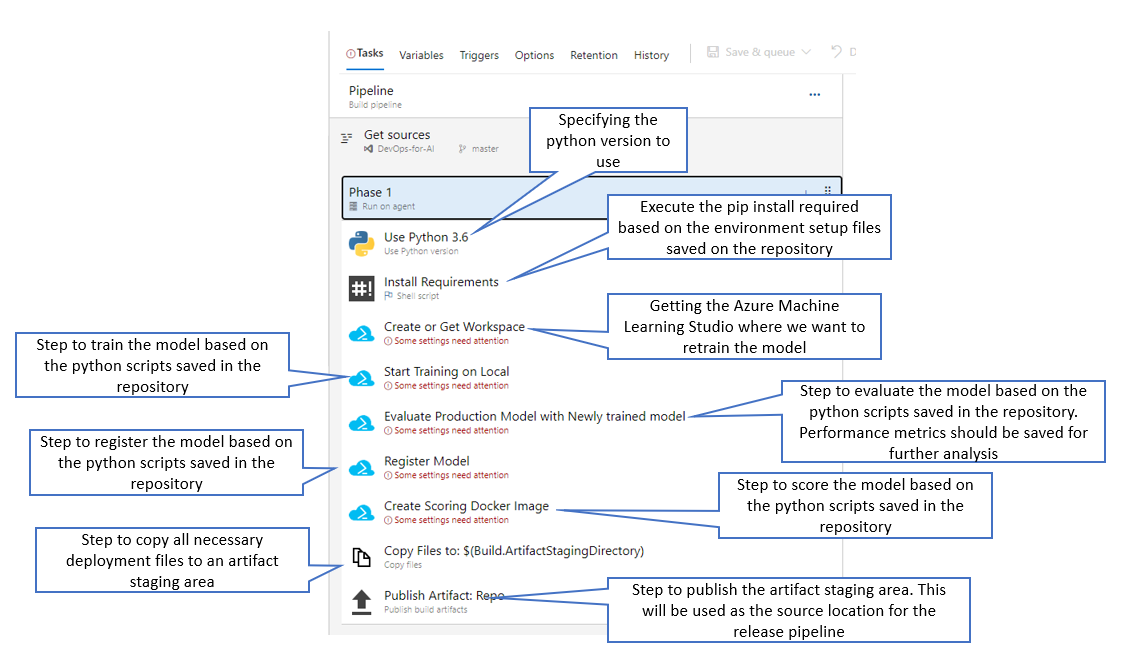 Tasks Variables Triggers Options Retention History Save & queue D
Pipeline
Build pipeline
Get sources
DevOps-for-AI master
Specifying the
python version to
use
Phase 1
Run on agent
Execute the pip install required
based on the environment setup files
saved on the repository
Use Python 3.6
Use Python version
Install Requirements
#!
Shell script
Getting the Azure Machine
Learning Studio where we want to
retrain the model
Create or Get Workspace
Some settings need attention
Step to train the model based on
the python scripts saved in the
repository
Start Training on Local
Some settings need attention
Step to evaluate the model based on the
python scripts saved in the repository.
Performance metrics should be saved for
further analysis
Evaluate Production Model with Newly trained model
Some settings need attention
Step to register the model based on
the python scripts saved in the
repository
Register Model
Some settings need attention
Step to score the model based on
the python scripts saved in the
repository
Create Scoring Docker Image
Some settings need attention
Step to copy all necessary
deployment files to an artifact
staging area
Copy Files to: $(Build.ArtifactStagingDirectory)
Copy files
Publish Artifact: Repo
Publish build artifacts
Step to publish the artifact staging area. This
will be used as the source location for the
release pipeline